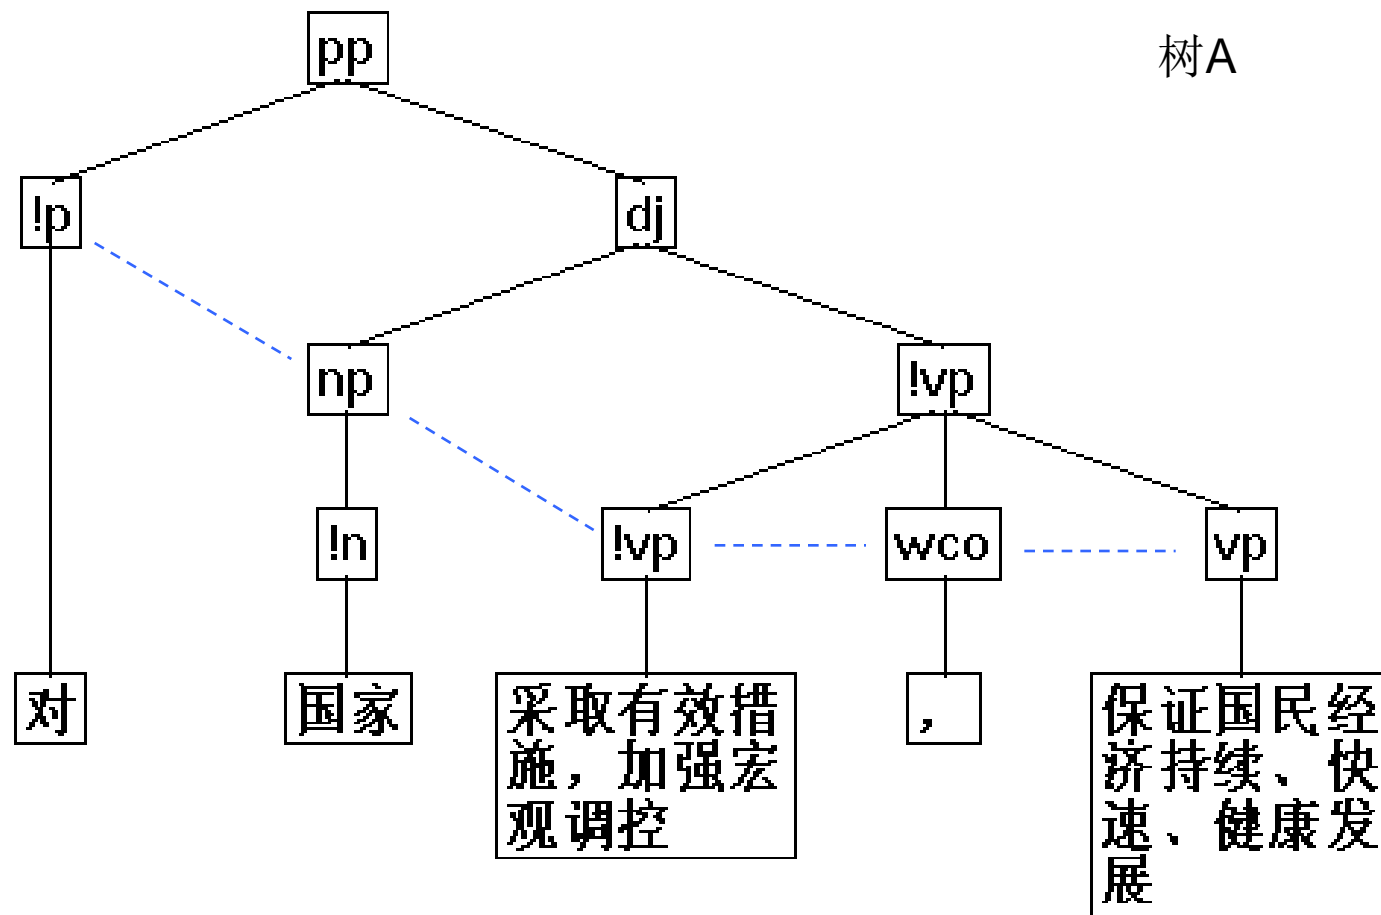 pp
树A
!p
dj
np
!vp
!n
!vp
wco
vp
对
国家
采取有效措
施，加强宏
观调控
，
保证国民经
济持续、快
速、健康发
展